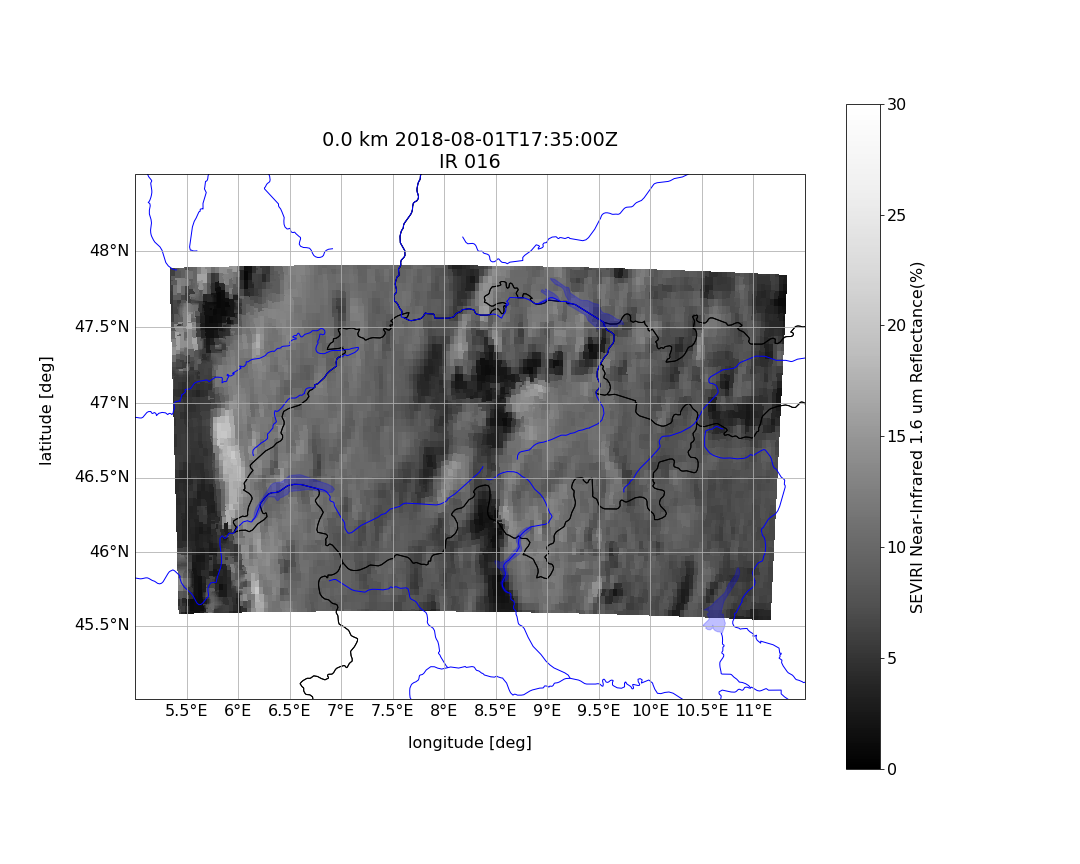 0.0 km 2018-08-01T17:35:00Z
IR 016
48°N
47.5°N
47°N
46.5°N
46°N
45.5°N
latitude [deg]
5.5°E 6°E 6.5°E 7°E 7.5°E 8°E 8.5°E 9°E 9.5°E 10°E 10.5°E 11°E
longitude [deg]
30
25
20
15
10
5
0
SEVIRI Near-Infrared 1.6 um Reflectance(%)